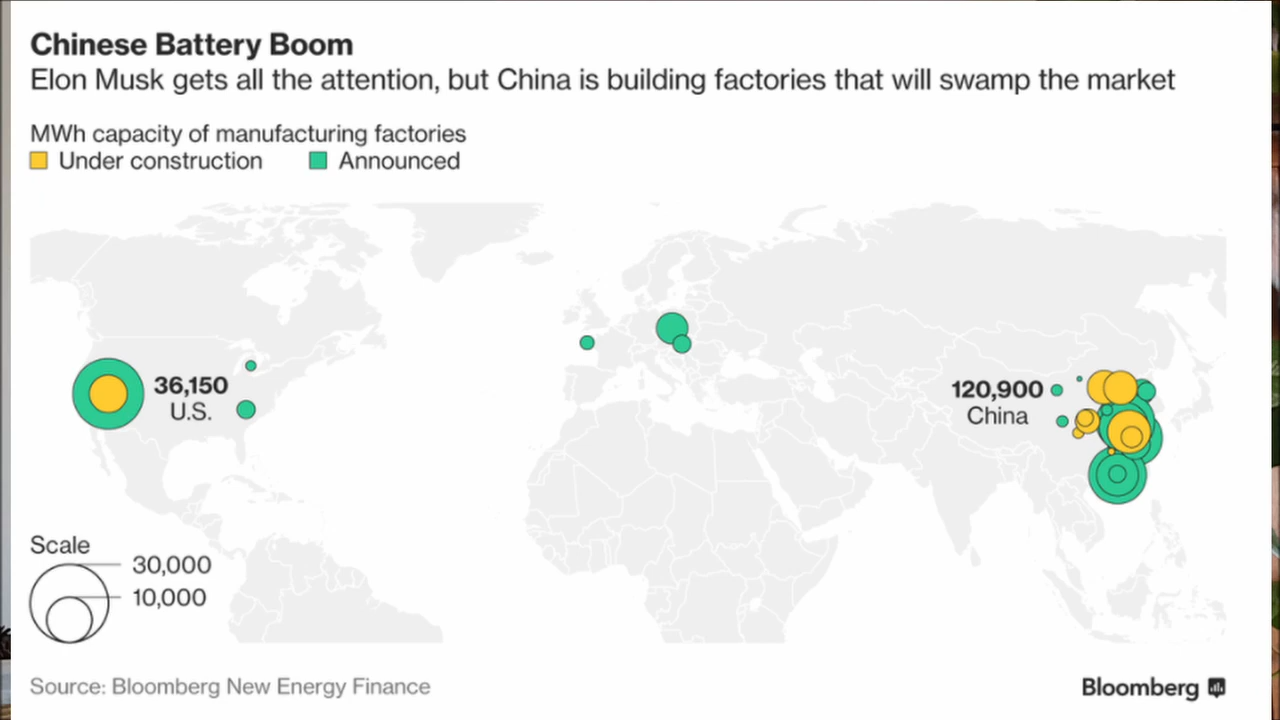 Chinese Battery Boom
Elon Musk gets all the attention, but China is building factories that will swamp the market
MWh capacity of manufacturing factories
Under construction
Announced
36,150
U.S.
120,900
China
Scale
30,000
10,000
Source: Bloomberg New Energy Finance
Bloomberg